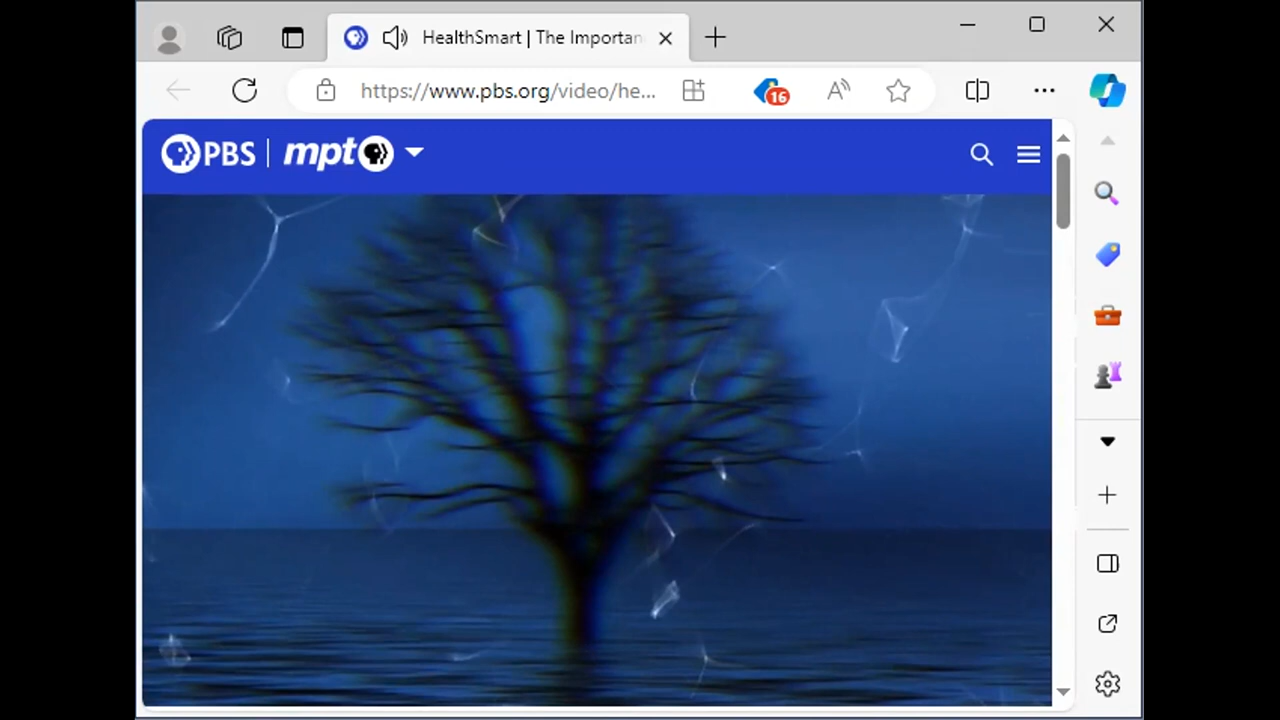 HealthSmart | The Importan
https://www.pbs.org/video/he...
16
A
PBS | mpt